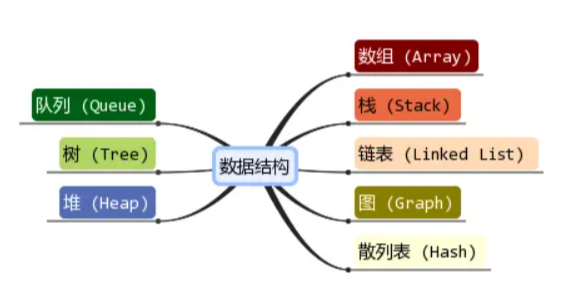 数组 (Array)
队列 (Queue)
栈 (Stack)
树 (Tree)
数据结构
链表 (Linked List)
堆 (Heap)
图 (Graph)
散列表 (Hash)